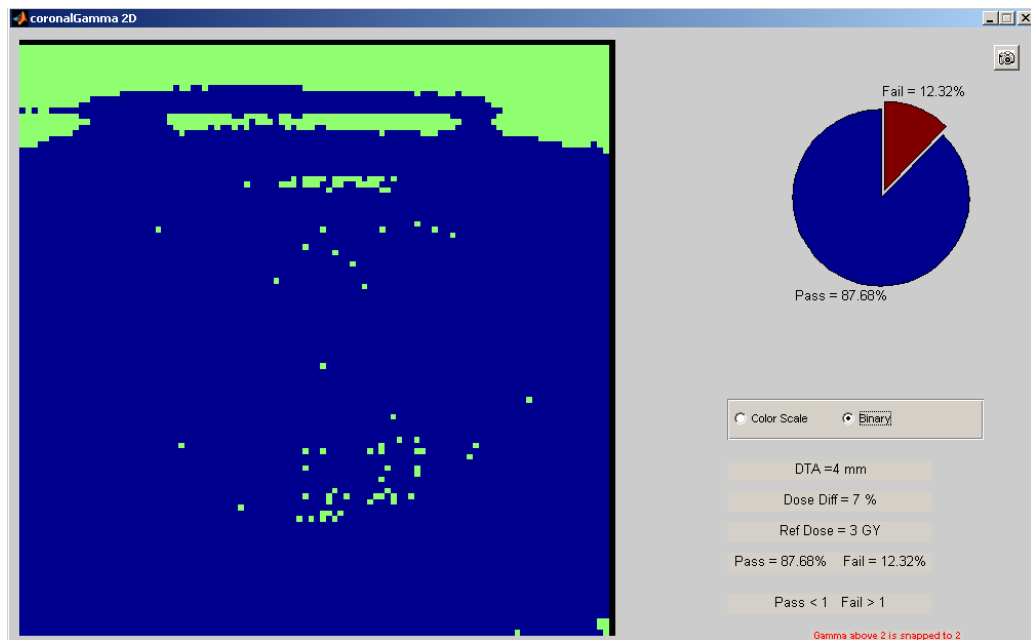 coronalGamma 2D
Fail = 12.32%
Pass = 87.68%
Color Scale Binary
DTA =4 mm
Dose Diff = 7 %
Ref Dose = 3 GY
Pass = 87.68% Fail = 12.32%
Pass < 1 Fail > 1
Gamma above 2 is snapped to 2